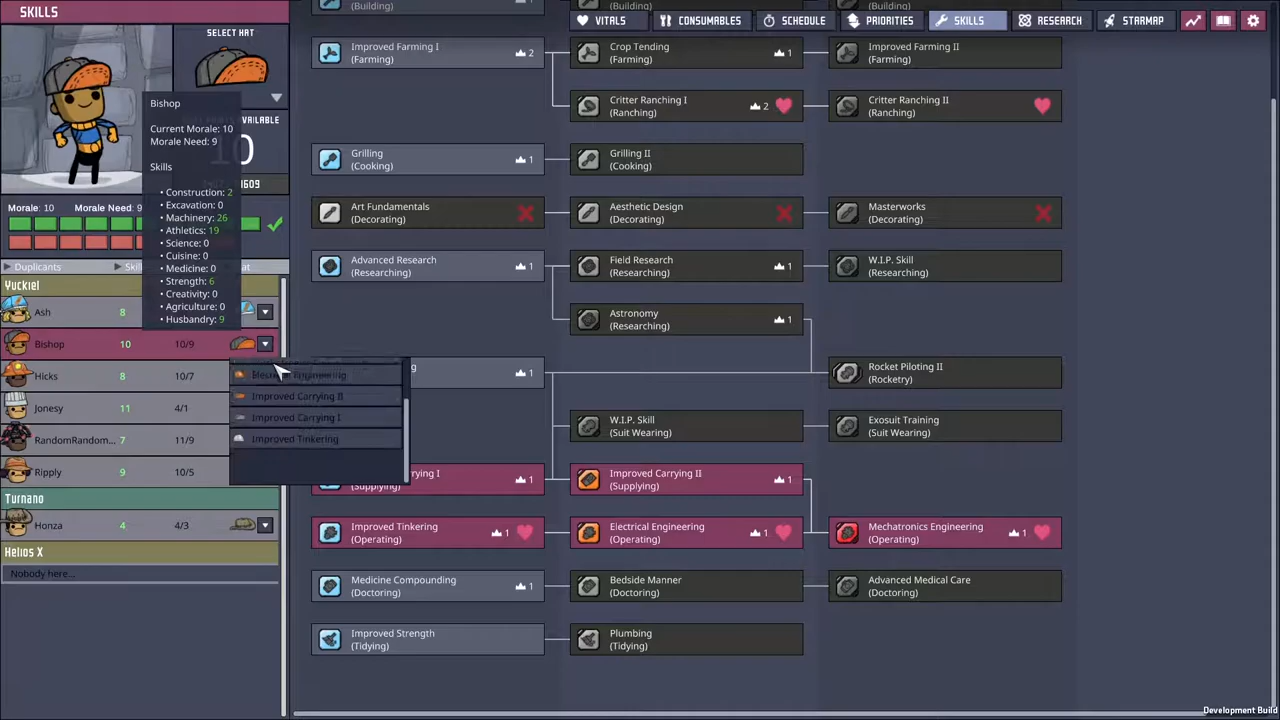 SKILLS
VITALS
CONSUMABLES
SCHEDULE
PRIORITIES
SKILLS
RESEARCH
STARMAP
SELECT HAT
AVAILABLE
10
609
Bishop
Current Morale: 10
Morale Need: 9
Skills
• Construction: 2
• Excavation: 0
• Machinery: 26
• Athletics: 19
• Science: 0
• Cuisine: 0
• Medicine: 0
• Strength: 6
• Creativity: 0
• Agriculture: 0
• Husbandry: 9
Morale: 10
Morale Need: 9
Duplicants
Yuckiel
Ash 8
Bishop 10 10/9
Hicks 8 10/7
Jonesy 11 4/1
RandomRandom... 7 11/9
Ripply 9 10/5
Turnano
Honza 4 4/3
Helios X
Nobody here...
Improved Carrying II
Improved Carrying I
Improved Tinkering
(Building)
(Building)
(Building)
Improved Farming I 2
(Farming)
Crop Tending 1
(Farming)
Improved Farming II
(Farming)
Critter Ranching I 2
(Ranching)
Critter Ranching II
(Ranching)
Grilling 1
(Cooking)
Grilling II
(Cooking)
Art Fundamentals
(Decorating)
Aesthetic Design
(Decorating)
Masterworks
(Decorating)
Advanced Research 1
(Researching)
Field Research 1
(Researching)
W.I.P. Skill
(Researching)
Astronomy 1
(Researching)
g 1
Rocket Piloting II
(Rocketry)
W.I.P. Skill
(Suit Wearing)
Exosuit Training
(Suit Wearing)
rrying I 1
(Supplying)
Improved Carrying II 1
(Supplying)
Improved Tinkering 1
(Operating)
Electrical Engineering 1
(Operating)
Mechatronics Engineering 1
(Operating)
Medicine Compounding 1
(Doctoring)
Bedside Manner
(Doctoring)
Advanced Medical Care
(Doctoring)
Improved Strength
(Tidying)
Plumbing
(Tidying)
Development Build